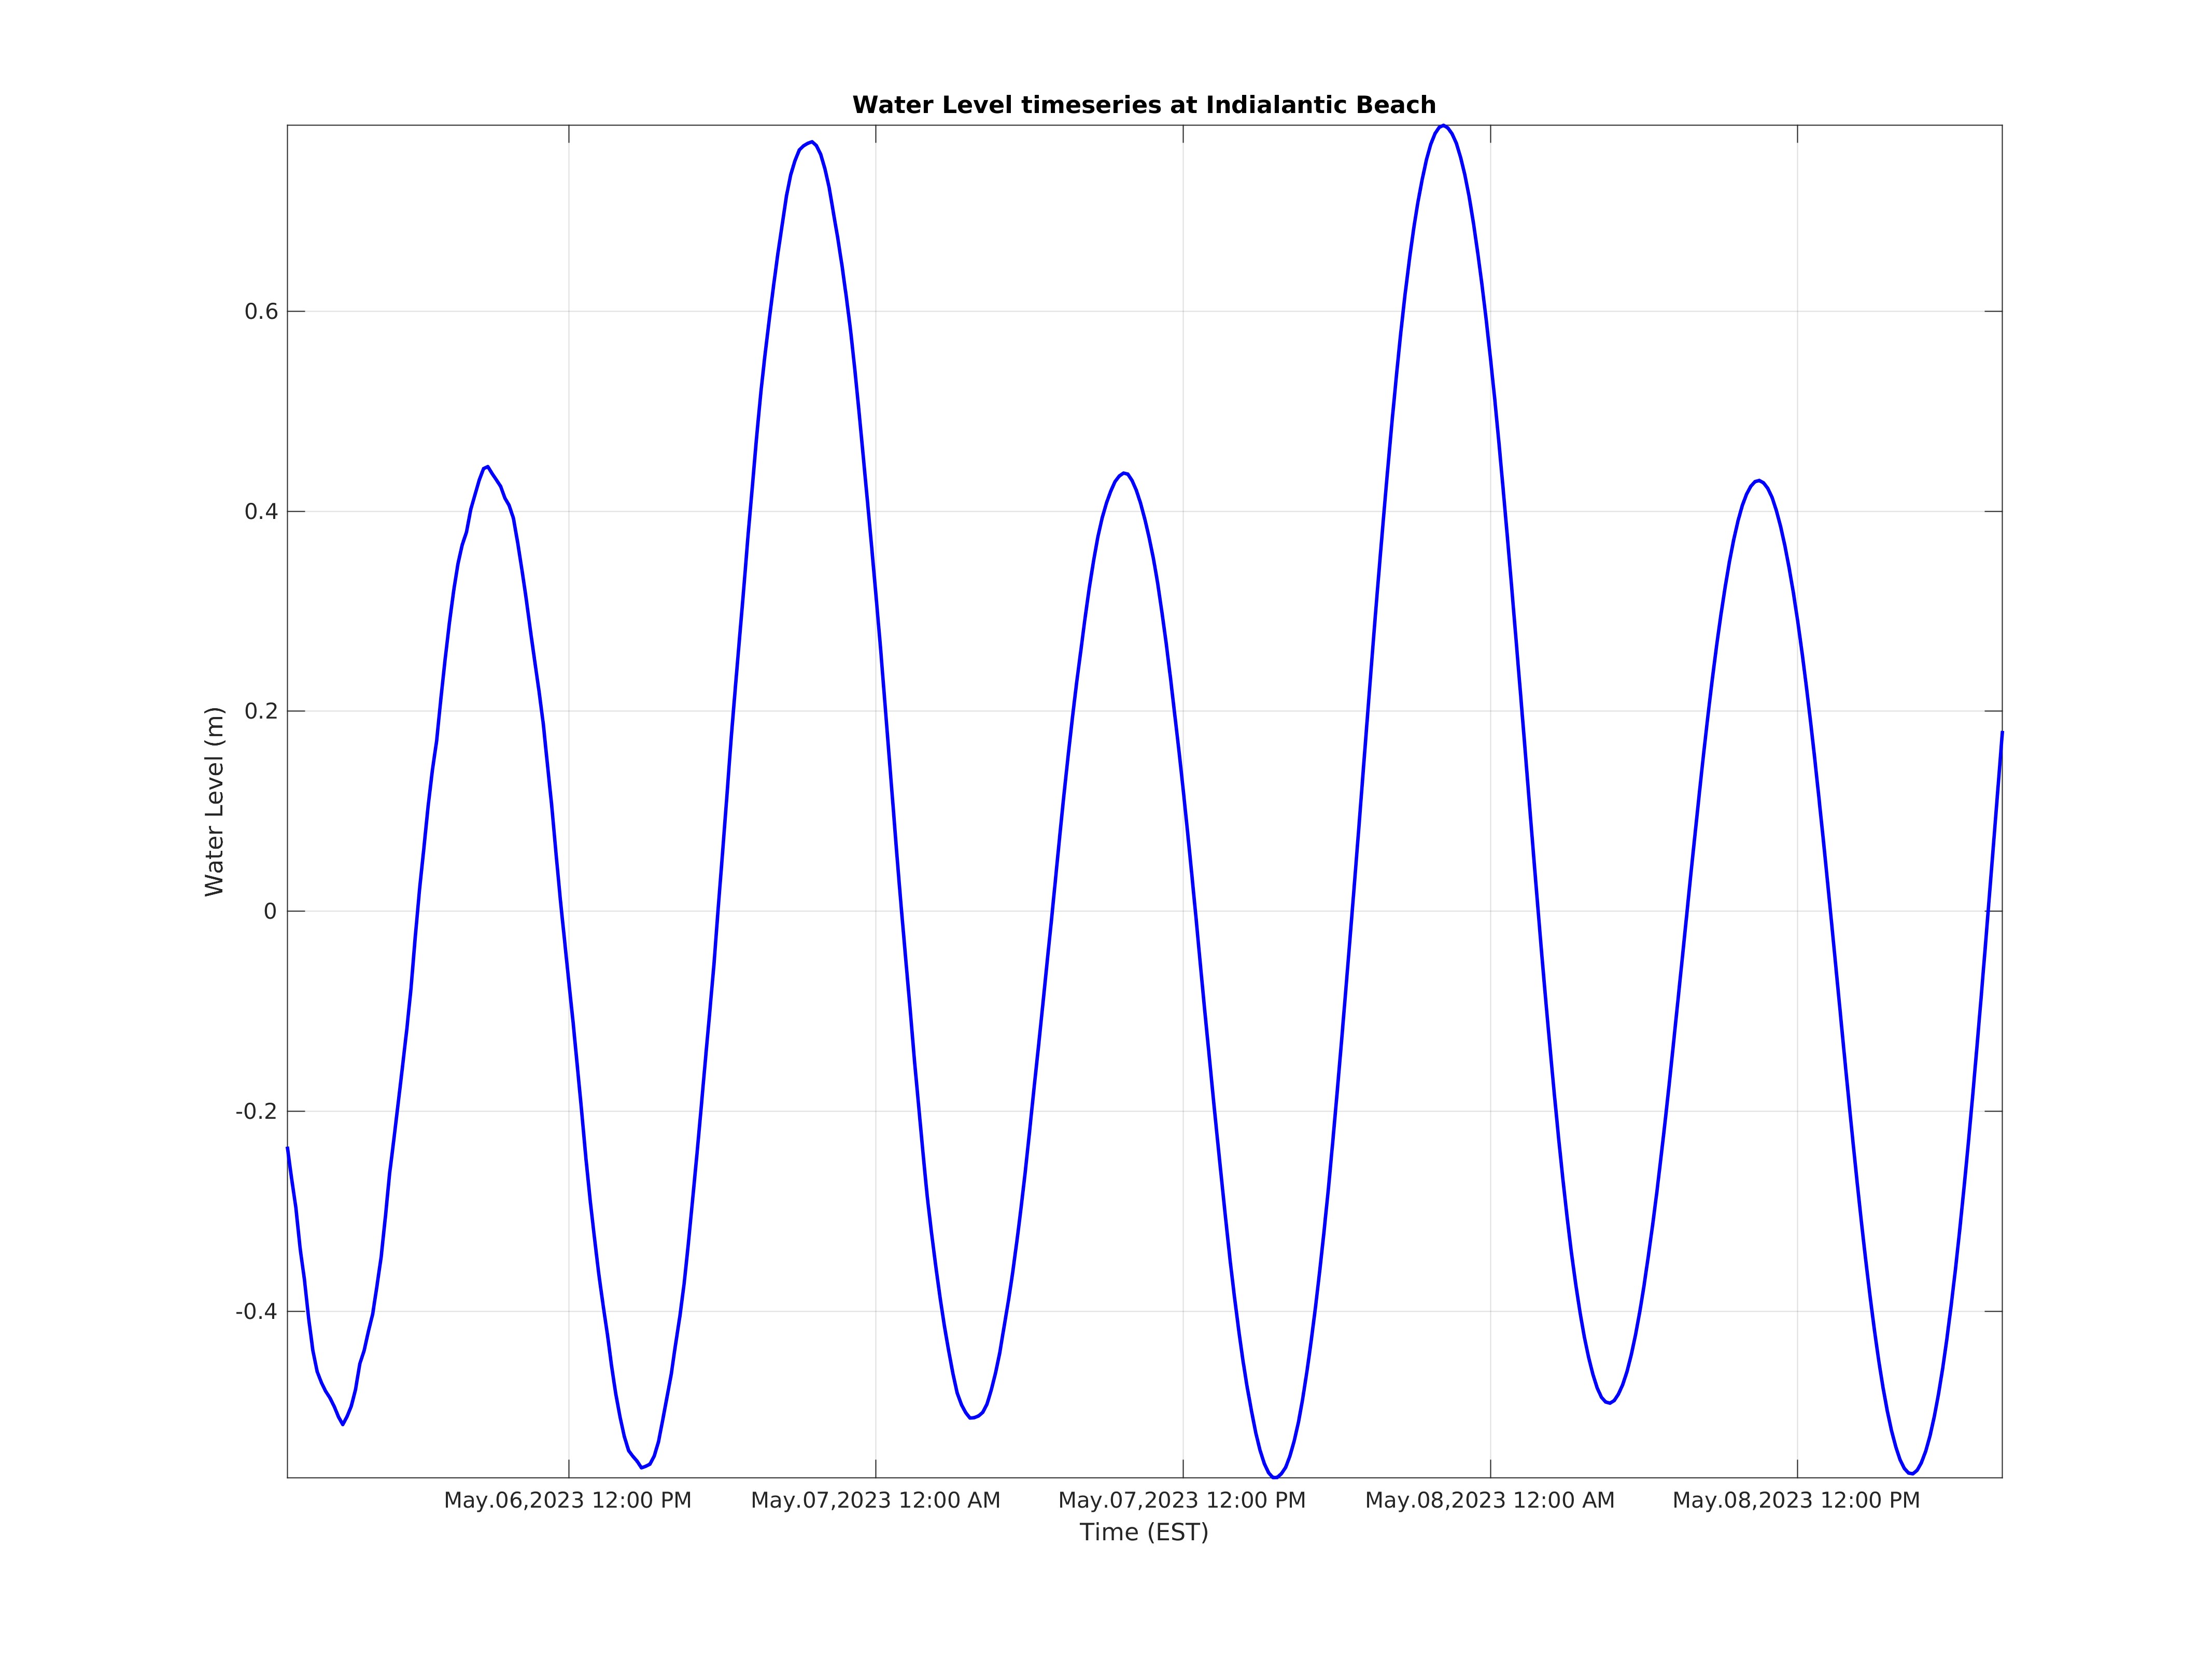 Water Level timeseries at Indialantic Beach
0.6
0.4
0.2
0
-0.2
-0.4
Water Level (m)
May.06,2023 12:00 PM
May.07,2023 12:00 AM
May.07,2023 12:00 PM
May.08,2023 12:00 AM
May.08,2023 12:00 PM
Time (EST)